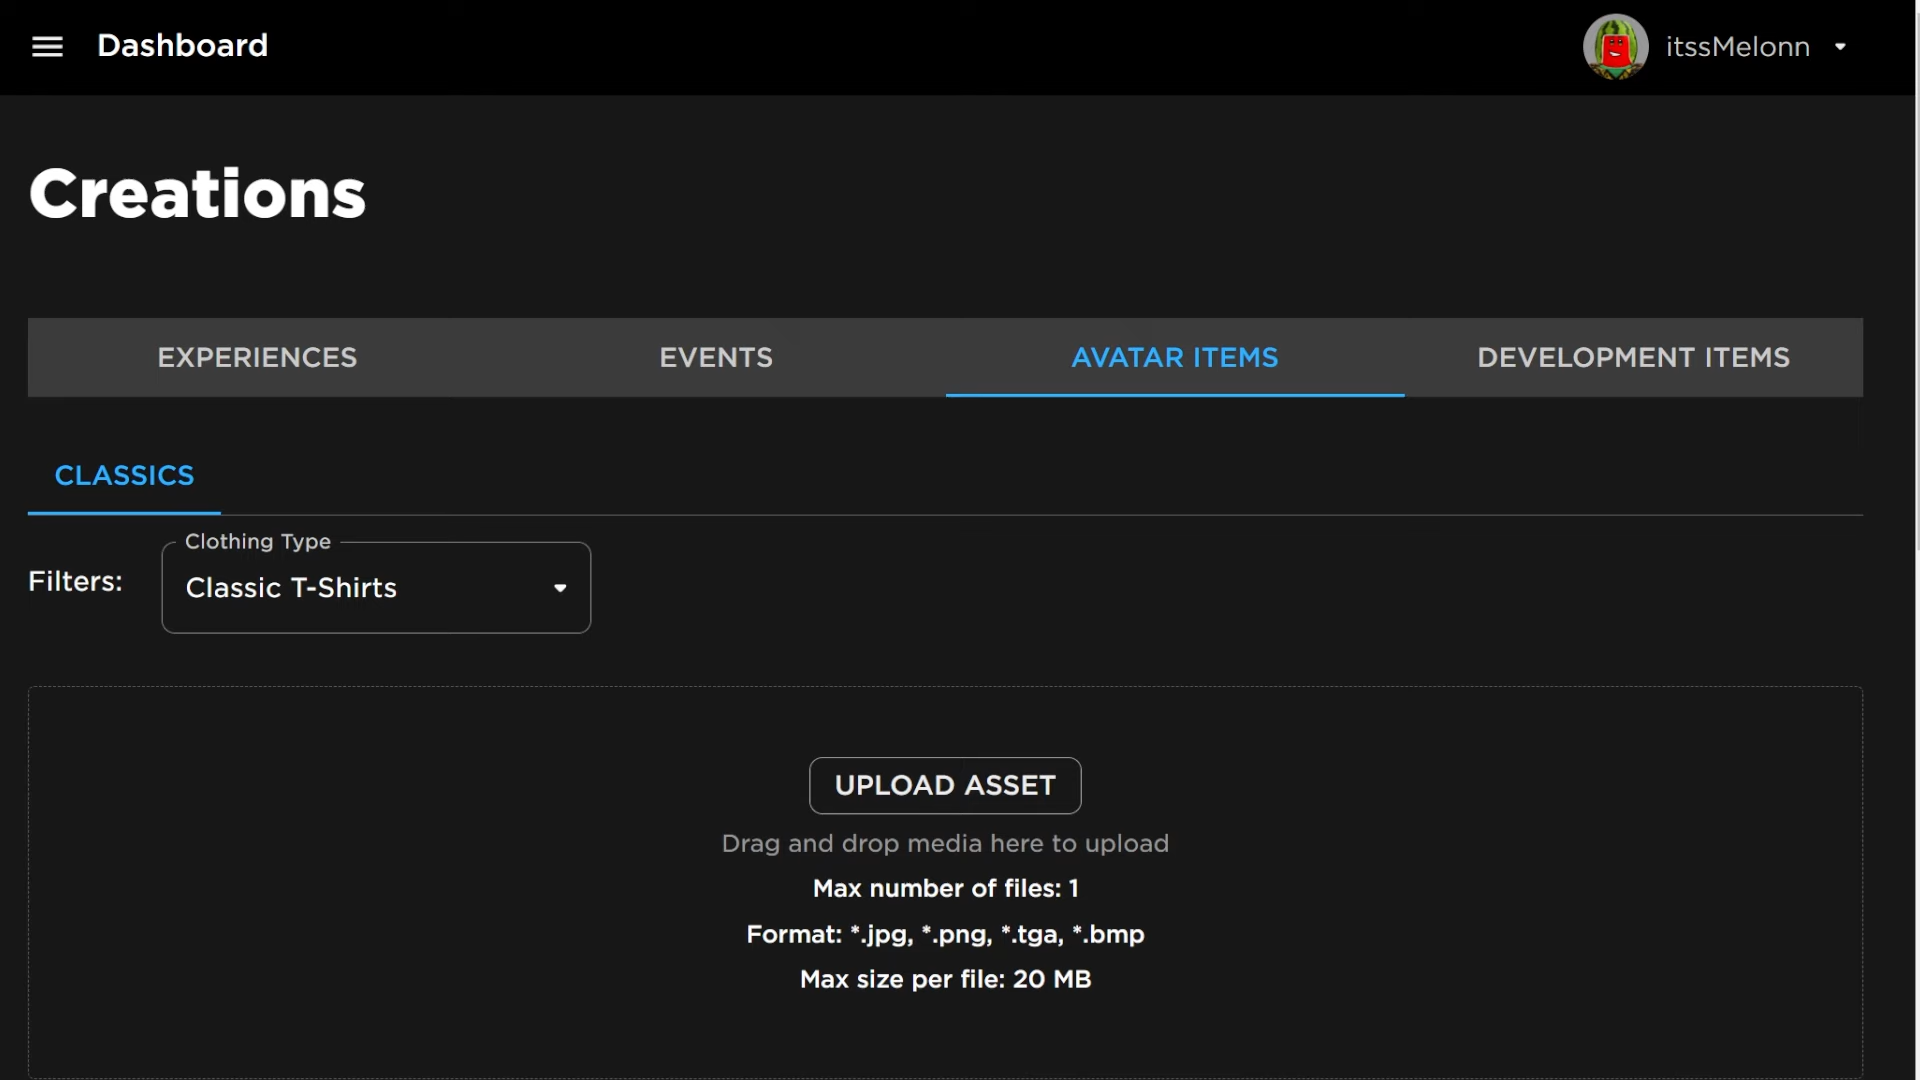 Dashboard
itssMelonn
Creations
EXPERIENCES
EVENTS
AVATAR ITEMS
DEVELOPMENT ITEMS
CLASSICS
Clothing Type
Filters:
Classic T-Shirts
UPLOAD ASSET
Drag and drop media here to upload
Max number of files: 1
Format: *.jpg, *.png, *.tga, *.bmp
Max size per file: 20 MB